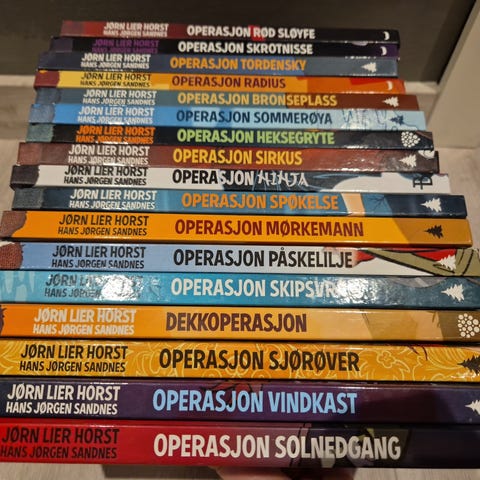 JØRN LIER HORST
HANS JØRGEN SANDNES
OPERASJON RØD SLØYFE
JØRN LIER HORST
HANS JØRGEN SANDNES
OPERASJON SKROTNISSE
JØRN LIER HORST
HANS JØRGEN SANDNES
OPERASJON TORDENSKY
JØRN LIER HORST
HANS JØRGEN SANDNES
OPERASJON RADIUS
JØRN LIER HORST
HANS JØRGEN SANDNES
OPERASJON BRONSEPLASS
JØRN LIER HORST
HANS JØRGEN SANDNES
OPERASJON SOMMERØYA
JØRN LIER HORST
HANS JØRGEN SANDNES
OPERASJON HEKSEGRYTE
JØRN LIER HORST
HANS JØRGEN SANDNES
OPERASJON SIRKUS
JØRN LIER HORST
HANS JØRGEN SANDNES
OPERASJON NINJA
JØRN LIER HORST
HANS JØRGEN SANDNES
OPERASJON SPØKELSE
JØRN LIER HORST
HANS JØRGEN SANDNES
OPERASJON MØRKEMANN
JØRN LIER HORST
HANS JØRGEN SANDNES
OPERASJON PÅSKELILJE
JØRN LIER HORST
HANS JØRGEN SANDNES
OPERASJON
JØRN LIER HORST
HANS JØRGEN SANDNES
DEKKOPERASJON
JØRN LIER HORST
HANS JØRGEN SANDNES
OPERASJON SJØRØVER
JØRN LIER HORST
HANS JØRGEN SANDNES
OPERASJON VINDKAST
JØRN LIER HORST
HANS JØRGEN SANDNES
OPERASJON SOLNEDGANG